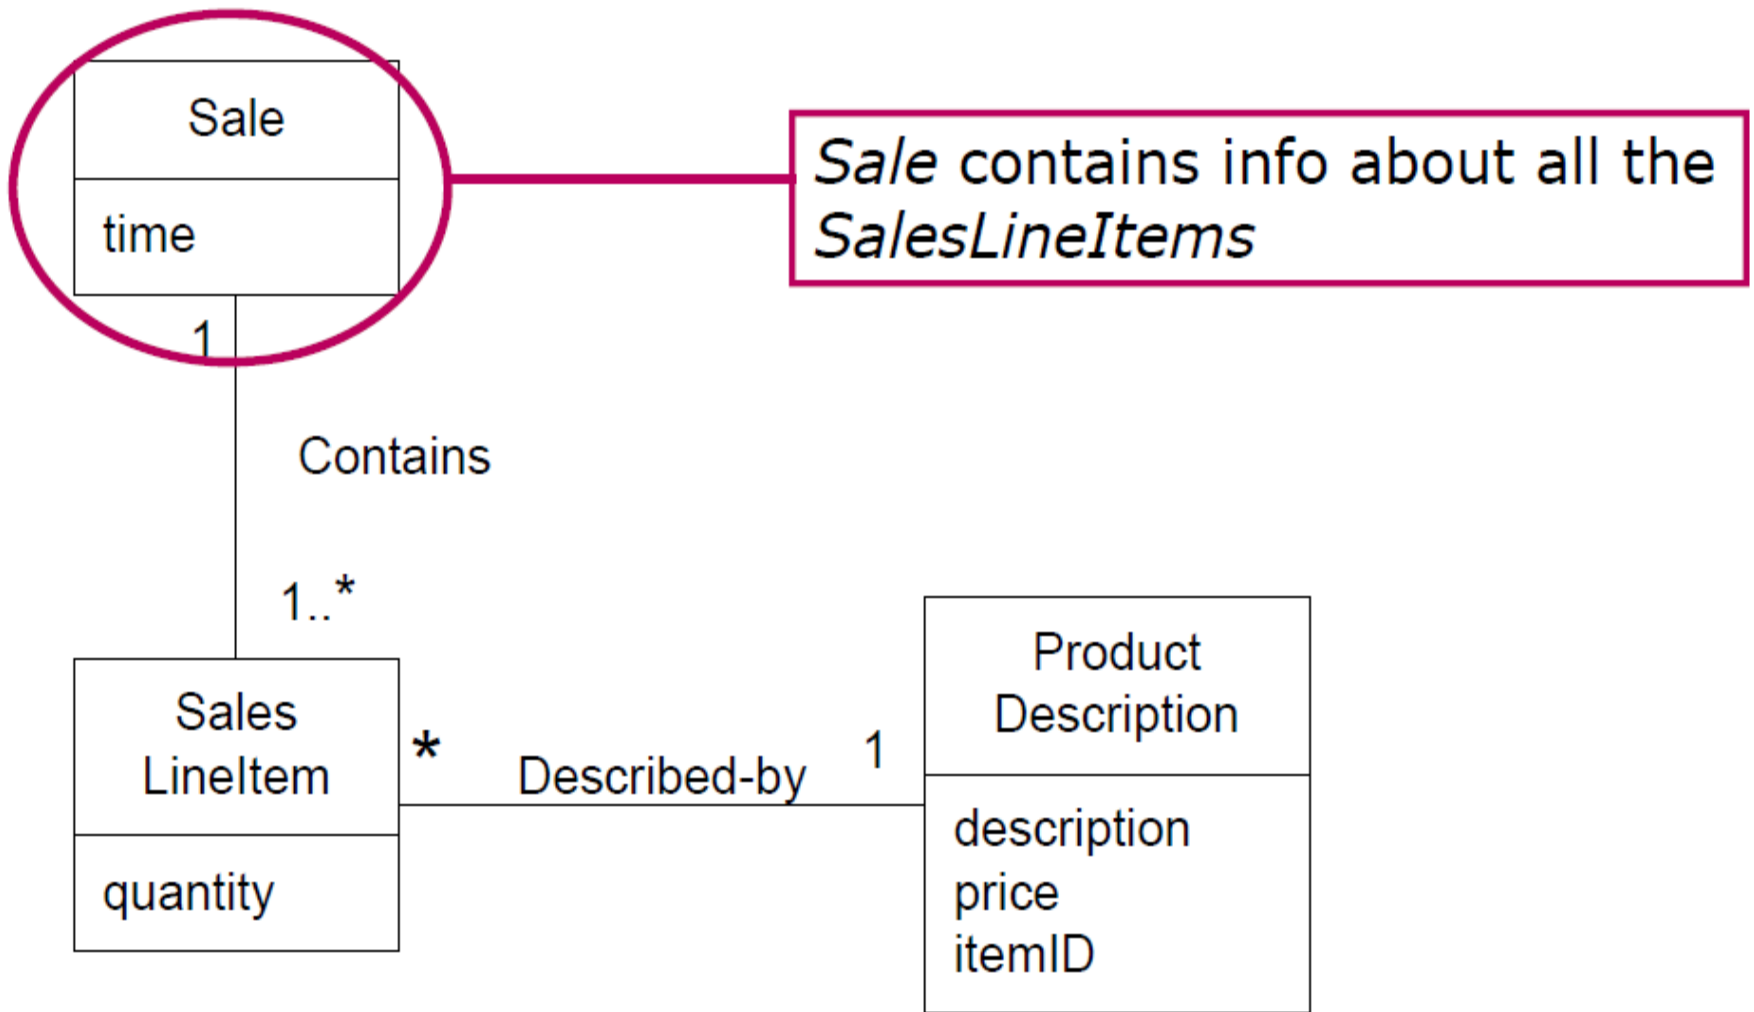 Sale
time
1
Sale contains info about all the
SalesLineItems
Contains
1..*
Sales
LineItem
quantity
*
Described-by
1
Product
Description
description
price
itemID